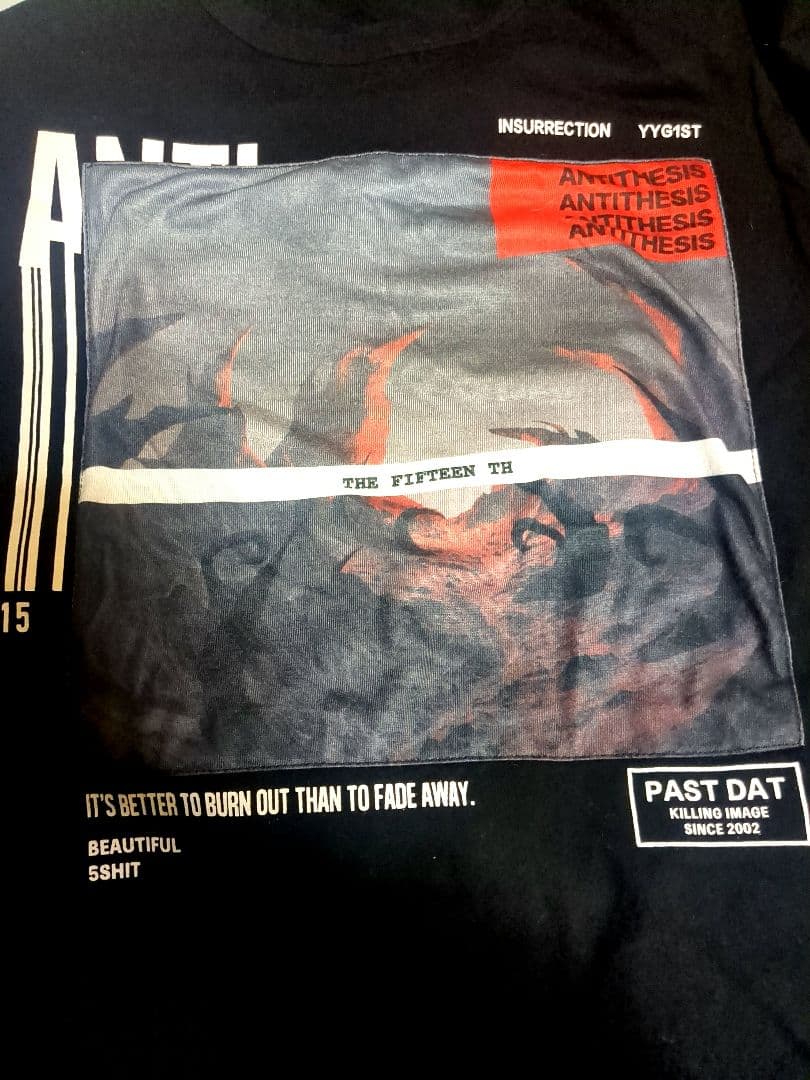 INSURRECTION YYG1ST
ANTI
ANTITHESIS
ANTITHESIS
ANTITHESIS
ANTITHESIS
THE FIFTEEN TH
15
IT'S BETTER TO BURN OUT THAN TO FADE AWAY.
BEAUTIFUL
5SHIT
PAST DAT
KILLING IMAGE
SINCE 2002